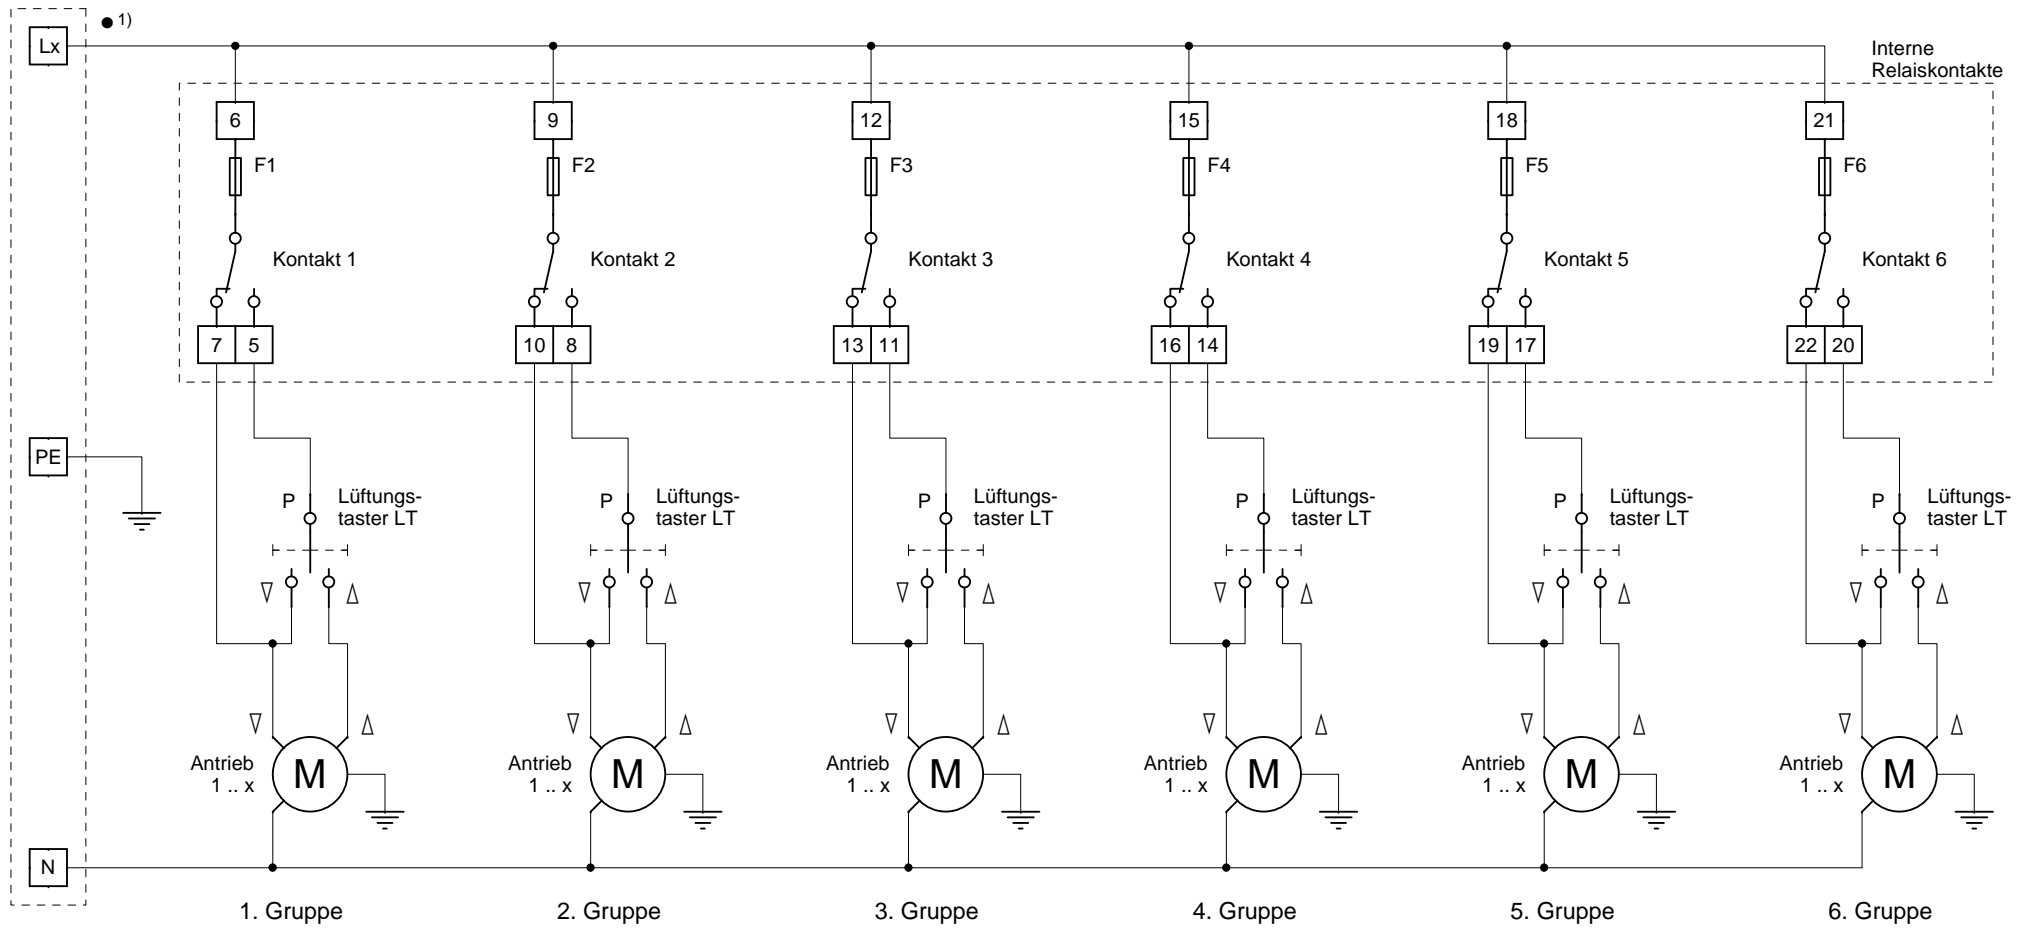 ● 1)
Lx
Interne
Relaiskontakte
6 9 12 15 18 21
F1 F2 F3 F4 F5 F6
Kontakt 1 Kontakt 2 Kontakt 3 Kontakt 4 Kontakt 5 Kontakt 6
7 5 10 8 13 11 16 14 19 17 22 20
PE
P Lüftungs- P Lüftungs- P Lüftungs- P Lüftungs- P Lüftungs- P Lüftungs-
taster LT taster LT taster LT taster LT taster LT taster LT
Antrieb M Antrieb M Antrieb M Antrieb M Antrieb M Antrieb M
1 .. x 1 .. x 1 .. x 1 .. x 1 .. x 1 .. x
N
1. Gruppe 2. Gruppe 3. Gruppe 4. Gruppe 5. Gruppe 6. Gruppe